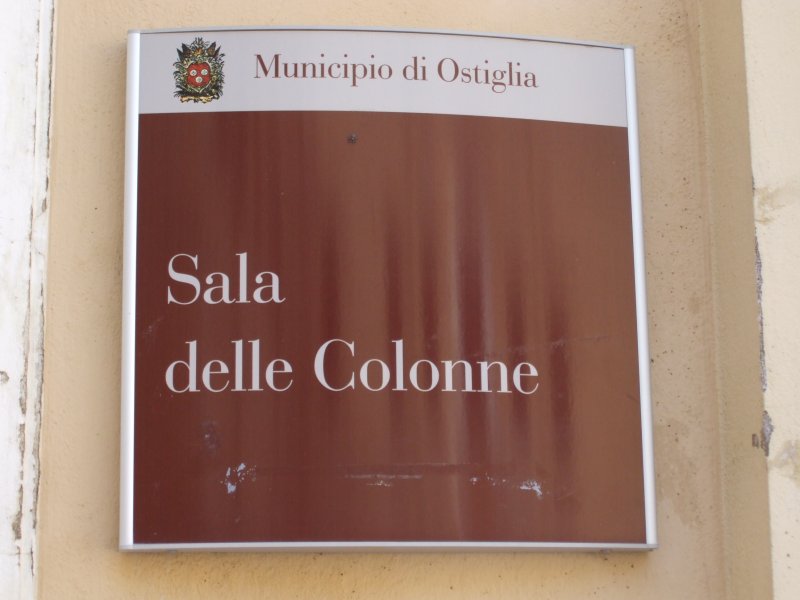 Municipio di Ostiglia
Sala
delle Colonne